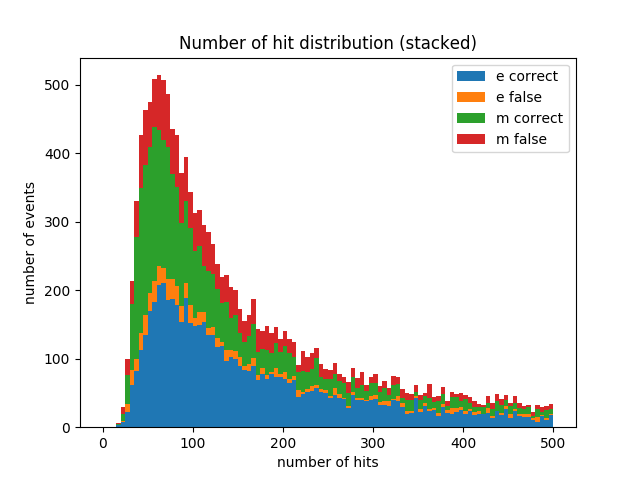 Number of hit distribution (stacked)
e correct
e false
m correct
m false
500
400
300
200
100
0
number of events
0 100 200 300 400 500
number of hits